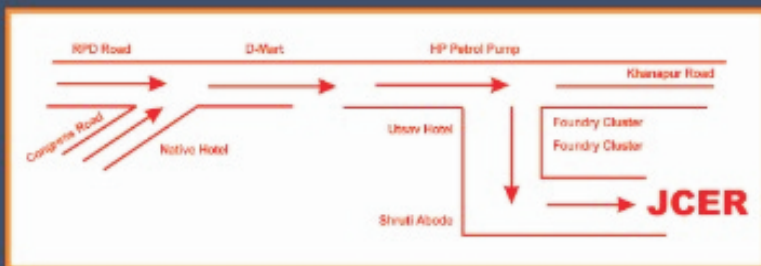 RPD Road
D-Mart
HP Petrol Pump
Khanapur Road
Congress Road
Native Hotel
Utsav Hotel
Foundry Cluster
Foundry Cluster
Shruti Abode
JCER